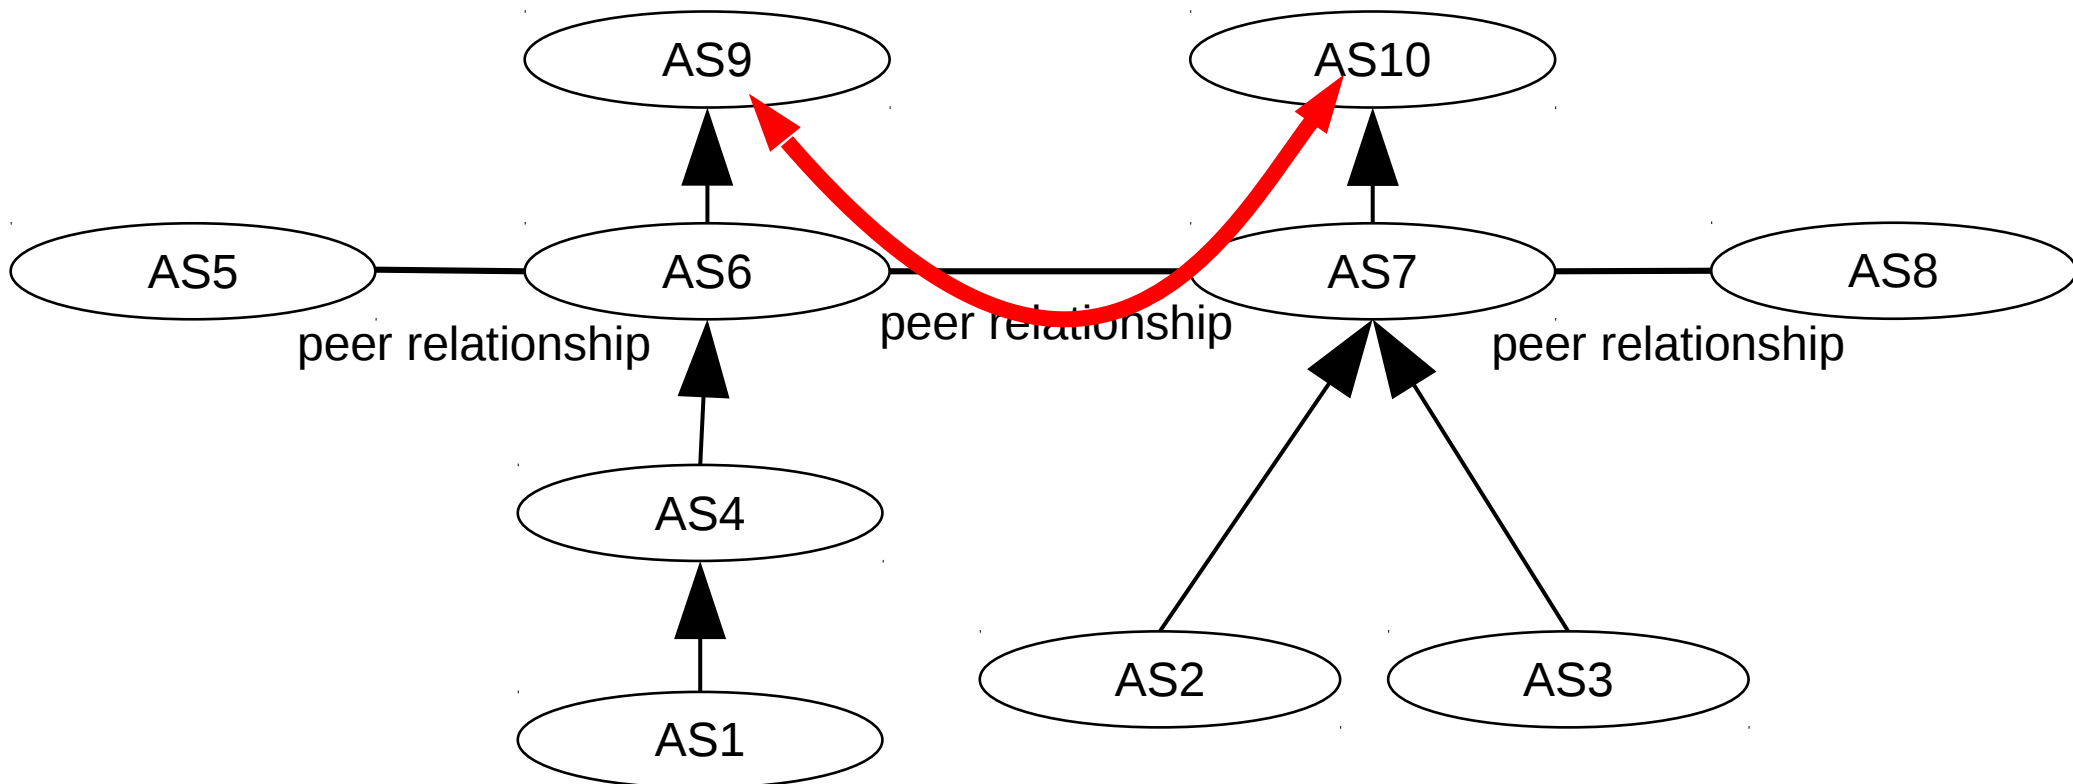 AS9
AS10
AS5
AS6
AS7
AS8
peer relationship
peer relationship
peer relationship
AS4
AS2
AS3
AS1